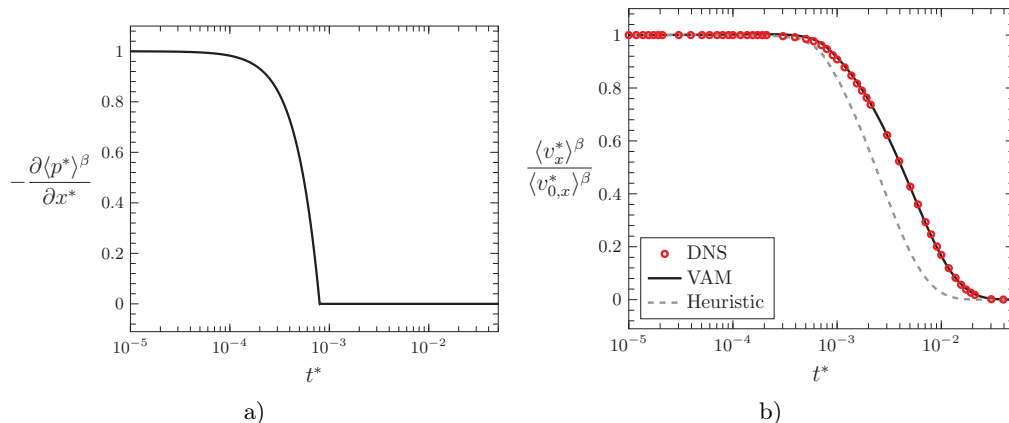 1
0.8
0.6
0.4
0.2
0
−∂⟨p*⟩^β/∂x*
10^−5 10^−4 10^−3 10^−2
t*
a)
1
0.8
0.6
0.4
0.2
0
⟨v_x^*⟩^β/⟨v_{0,x}^*⟩^β
DNS
VAM
Heuristic
10^−5 10^−4 10^−3 10^−2
t*
b)